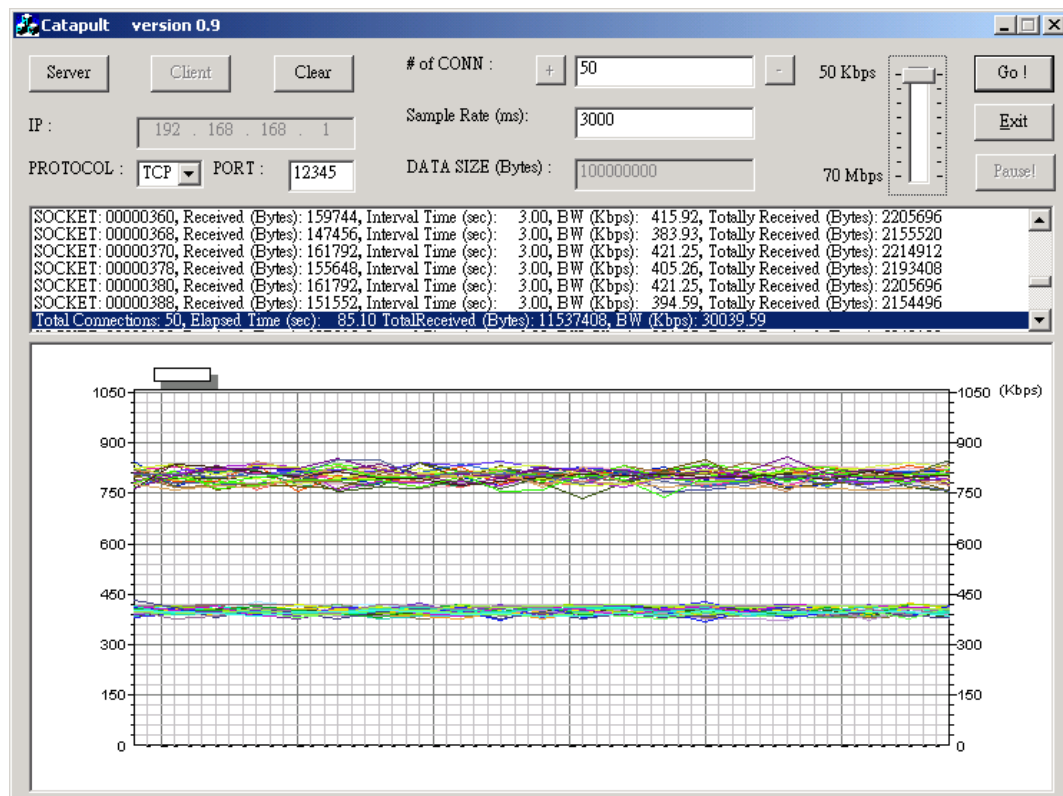 Catapult version 0.9
Server Client Clear # of CONN : + 50 - 50 Kbps Go !
IP : 192 . 168 . 168 . 1 Sample Rate (ms): 3000 Exit
PROTOCOL : TCP PORT : 12345 DATA SIZE (Bytes) : 100000000 70 Mbps Pause!
SOCKET: 00000360, Received (Bytes): 159744, Interval Time (sec): 3.00, BW (Kbps): 415.92, Totally Received (Bytes): 2205696
SOCKET: 00000368, Received (Bytes): 147456, Interval Time (sec): 3.00, BW (Kbps): 383.93, Totally Received (Bytes): 2155520
SOCKET: 00000370, Received (Bytes): 161792, Interval Time (sec): 3.00, BW (Kbps): 421.25, Totally Received (Bytes): 2214912
SOCKET: 00000378, Received (Bytes): 155648, Interval Time (sec): 3.00, BW (Kbps): 405.26, Totally Received (Bytes): 2193408
SOCKET: 00000380, Received (Bytes): 161792, Interval Time (sec): 3.00, BW (Kbps): 421.25, Totally Received (Bytes): 2205696
SOCKET: 00000388, Received (Bytes): 151552, Interval Time (sec): 3.00, BW (Kbps): 394.59, Totally Received (Bytes): 2154496
Total Connections: 50, Elapsed Time (sec): 85.10 TotalReceived (Bytes): 11537408, BW (Kbps): 30039.59
1050 1050 (Kbps)
900 900
750 750
600 600
450 450
300 300
150 150
0 0